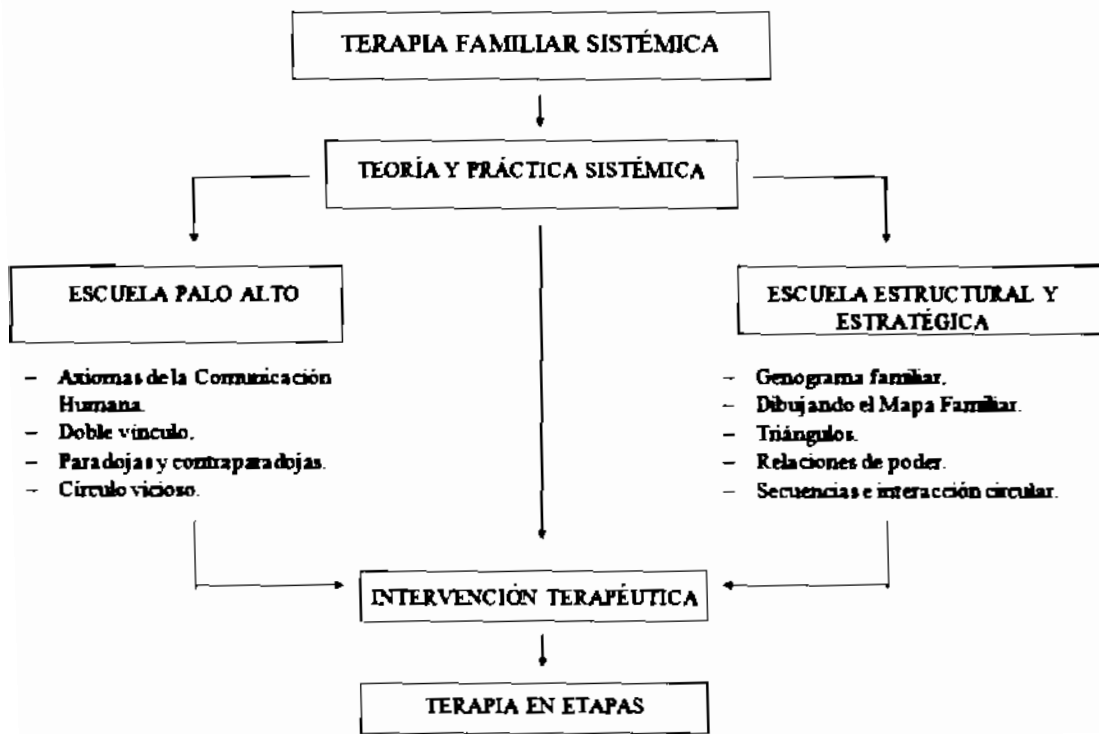 TERAPIA FAMILIAR SISTÉMICA
TEORÍA Y PRÁCTICA SISTÉMICA
ESCUELA PALO ALTO
– Axiomas de la Comunicación
Humana.
– Doble vínculo.
– Paradojas y contraparadojas.
– Círculo vicioso.
ESCUELA ESTRUCTURAL Y
ESTRATÉGICA
– Genograma familiar.
– Dibujando el Mapa Familiar.
– Triángulos.
– Relaciones de poder.
– Secuencias e interacción circular.
INTERVENCIÓN TERAPÉUTICA
TERAPIA EN ETAPAS